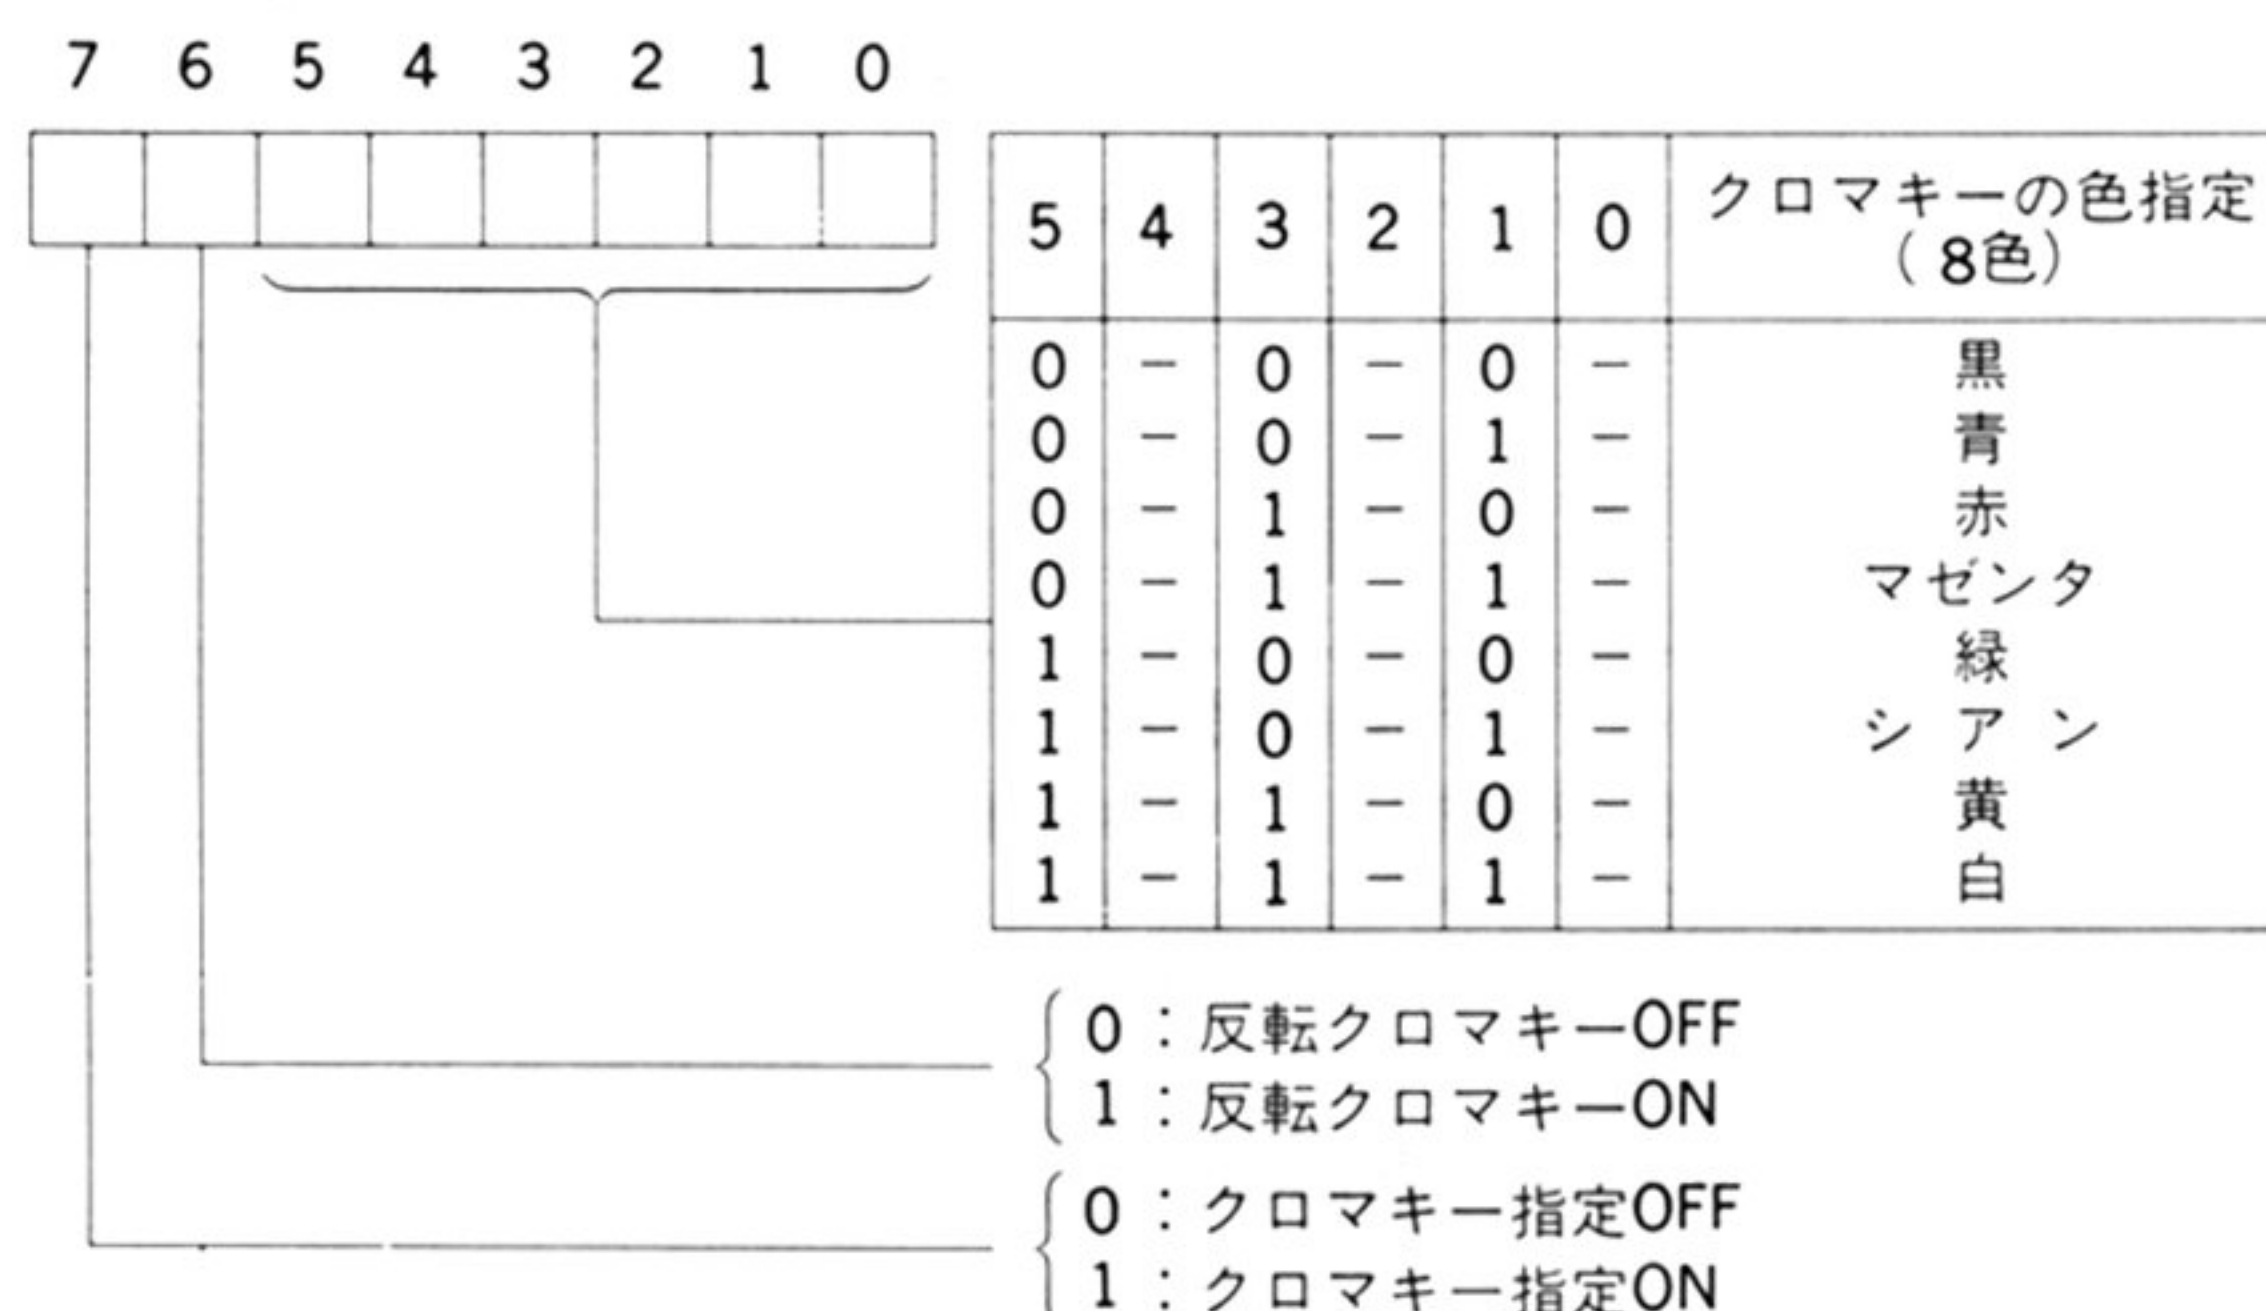 7 6 5 4 3 2 1 0
5 4 3 2 1 0 クロマキーの色指定
(8色)
0 − 0 − 0 − 黒
0 − 0 − 1 − 青
0 − 1 − 0 − 赤
0 − 1 − 1 − マゼンタ
1 − 0 − 0 − 緑
1 − 0 − 1 − シアン
1 − 1 − 0 − 黄
1 − 1 − 1 − 白
0：反転クロマキーOFF
1：反転クロマキーON
0：クロマキー指定OFF
1：クロマキー指定ON